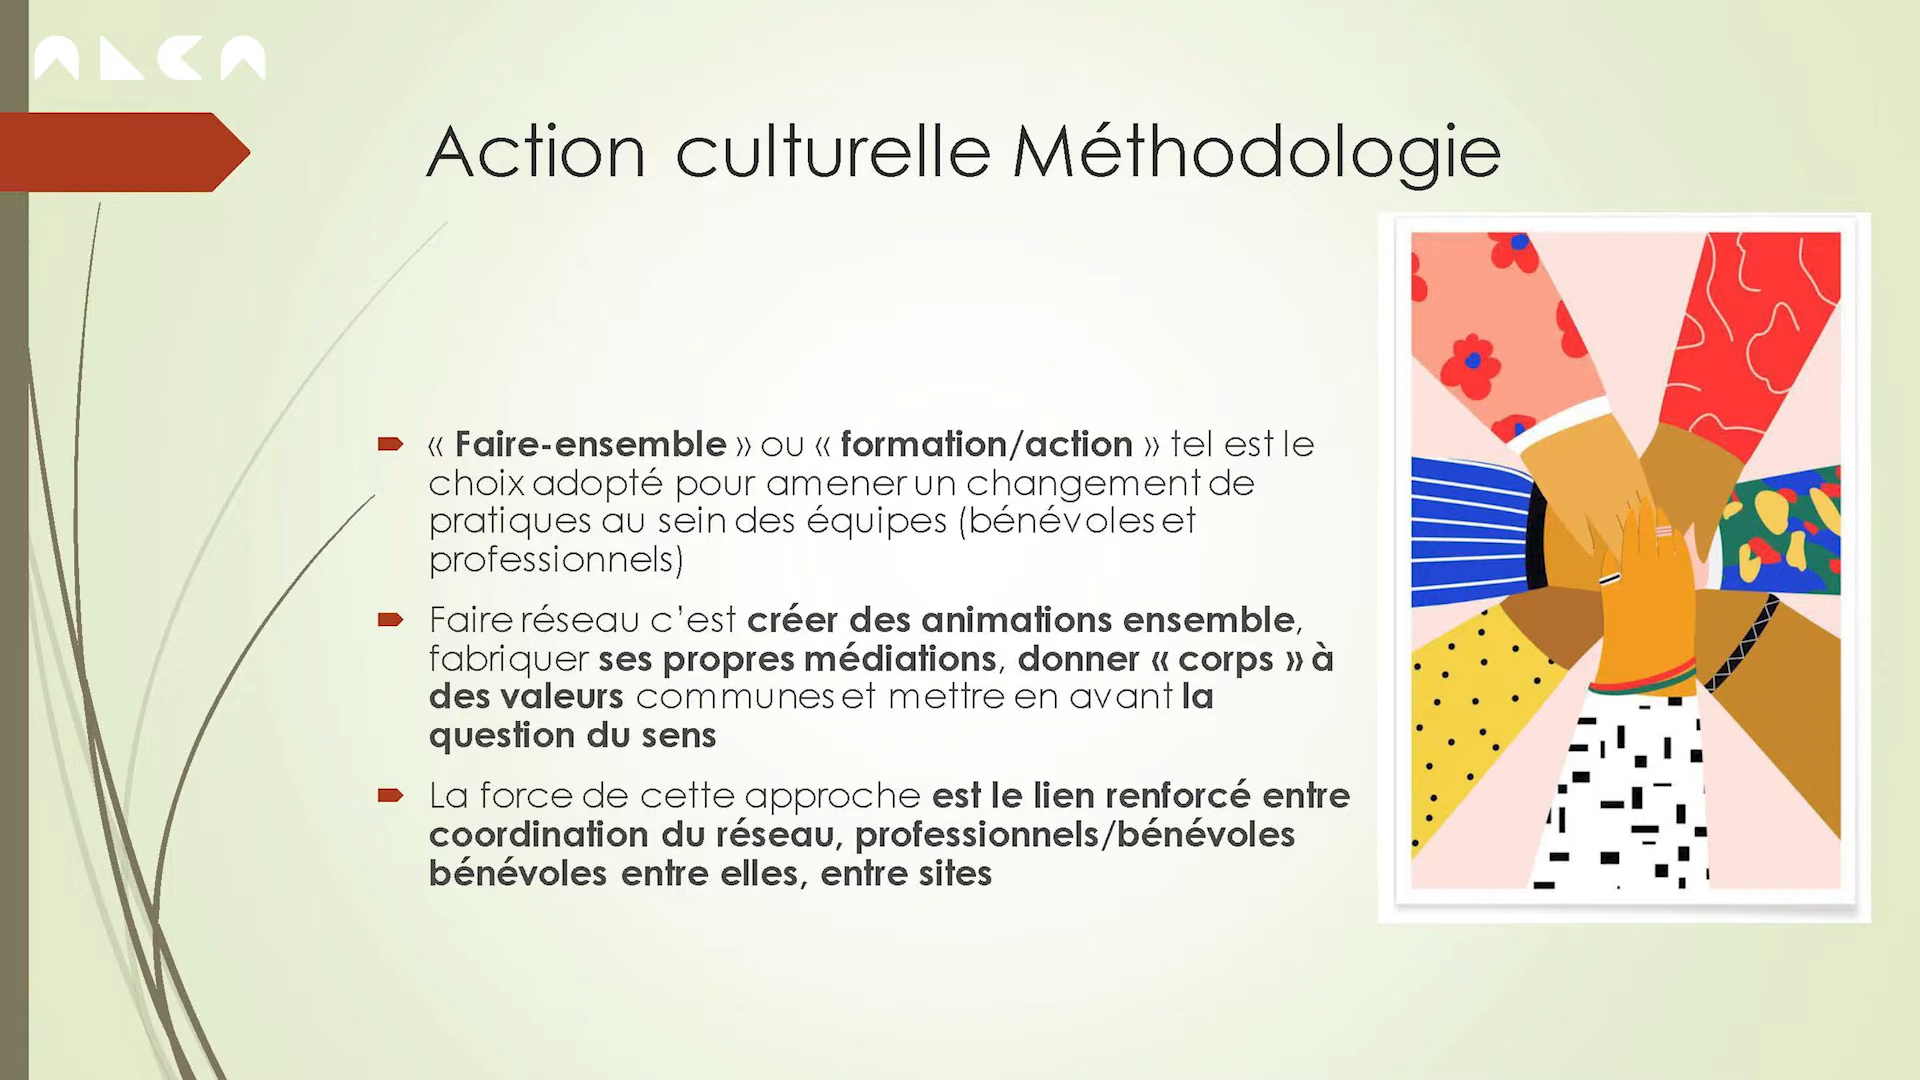 ALCA
Action culturelle Méthodologie
« Faire-ensemble » ou « formation/action » tel est le
choix adopté pour amener un changement de
pratiques au sein des équipes (bénévoles et
professionnels)
Faire réseau c’est créer des animations ensemble,
fabriquer ses propres médiations, donner « corps » à
des valeurs communes et mettre en avant la
question du sens
La force de cette approche est le lien renforcé entre
coordination du réseau, professionnels/bénévoles
bénévoles entre elles, entre sites